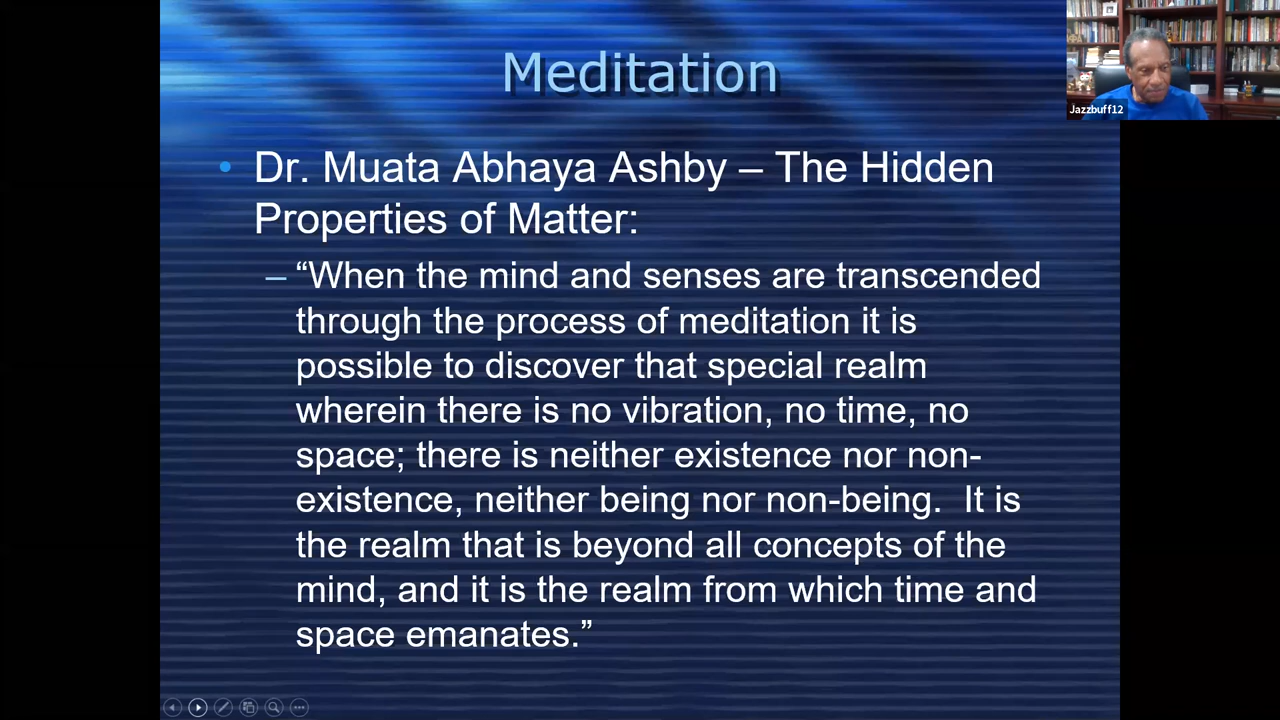 Meditation
Jazzbuff12
• Dr. Muata Abhaya Ashby – The Hidden
Properties of Matter:
– “When the mind and senses are transcended
through the process of meditation it is
possible to discover that special realm
wherein there is no vibration, no time, no
space; there is neither existence nor non-
existence, neither being nor non-being.  It is
the realm that is beyond all concepts of the
mind, and it is the realm from which time and
space emanates.”